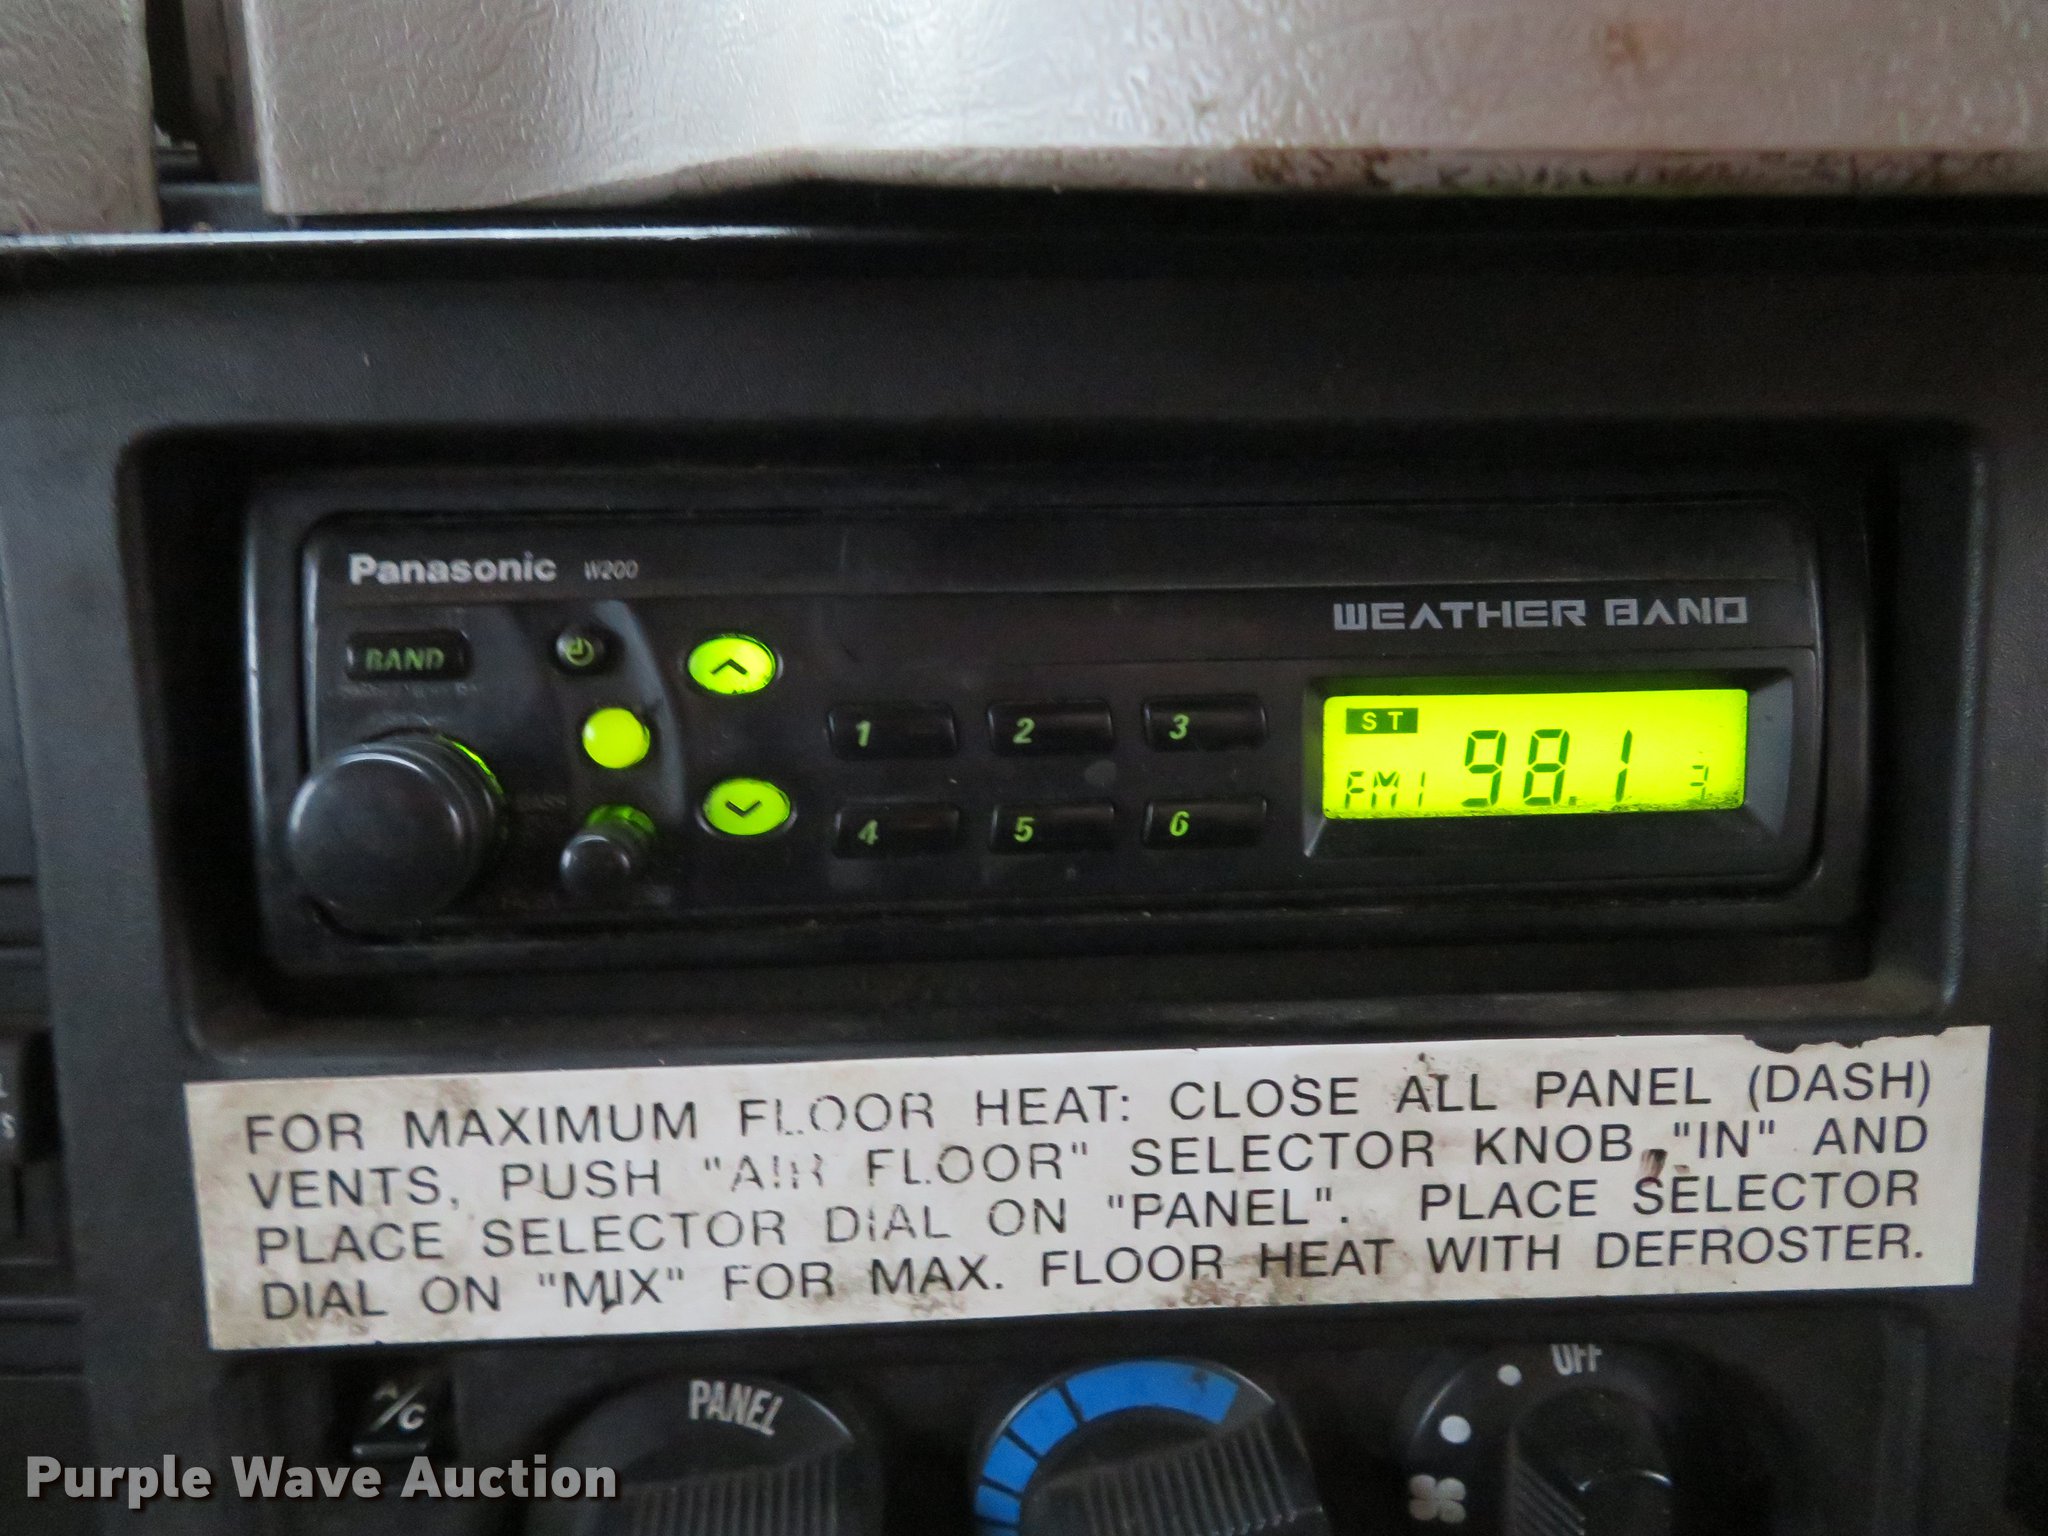 Panasonic W200
WEATHER BAND
BAND
1 2 3
4 5 6
ST
FM1 98.1 3
FOR MAXIMUM FLOOR HEAT: CLOSE ALL PANEL (DASH)
VENTS, PUSH "AIR FLOOR" SELECTOR KNOB "IN" AND
PLACE SELECTOR DIAL ON "PANEL". PLACE SELECTOR
DIAL ON "MIX" FOR MAX. FLOOR HEAT WITH DEFROSTER.
A/C
PANEL
OFF
Purple Wave Auction